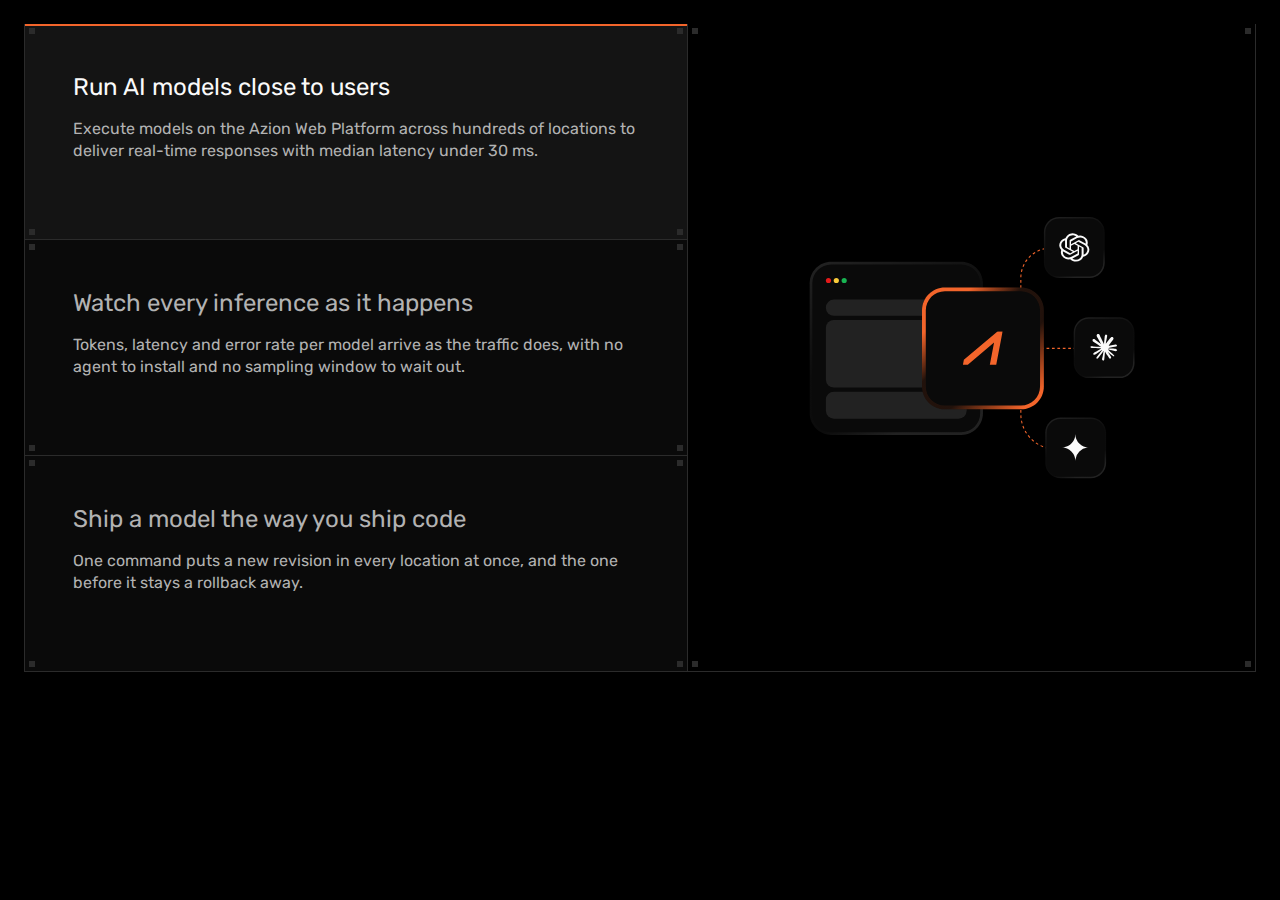 Run AI models close to users
Execute models on the Azion Web Platform across hundreds of locations to
deliver real-time responses with median latency under 30 ms.
Watch every inference as it happens
Tokens, latency and error rate per model arrive as the traffic does, with no
agent to install and no sampling window to wait out.
Ship a model the way you ship code
One command puts a new revision in every location at once, and the one
before it stays a rollback away.